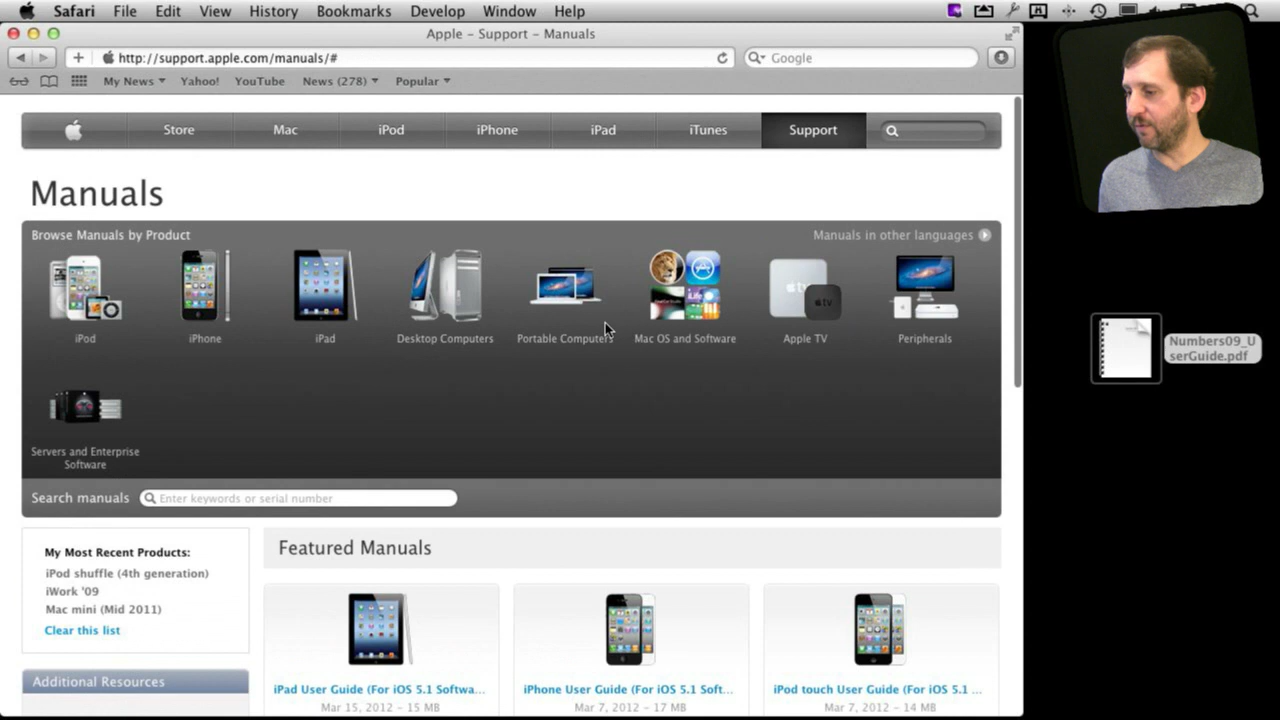 Safari File Edit View History Bookmarks Develop Window Help
Apple - Support - Manuals
http://support.apple.com/manuals/#
Google
My News Yahoo! YouTube News (278) Popular
Store Mac iPod iPhone iPad iTunes Support
Manuals
Browse Manuals by Product
Manuals in other languages
iPod iPhone iPad Desktop Computers Portable Computers Mac OS and Software Apple TV Peripherals
Servers and Enterprise
Software
Search manuals Enter keywords or serial number
My Most Recent Products:
iPod shuffle (4th generation)
iWork '09
Mac mini (Mid 2011)
Clear this list
Additional Resources
Featured Manuals
iPad User Guide (For iOS 5.1 Softwa...
Mar 15, 2012 - 15 MB
iPhone User Guide (For iOS 5.1 Soft...
Mar 7, 2012 - 17 MB
iPod touch User Guide (For iOS 5.1 ...
Mar 7, 2012 - 14 MB
Numbers09_U
serGuide.pdf